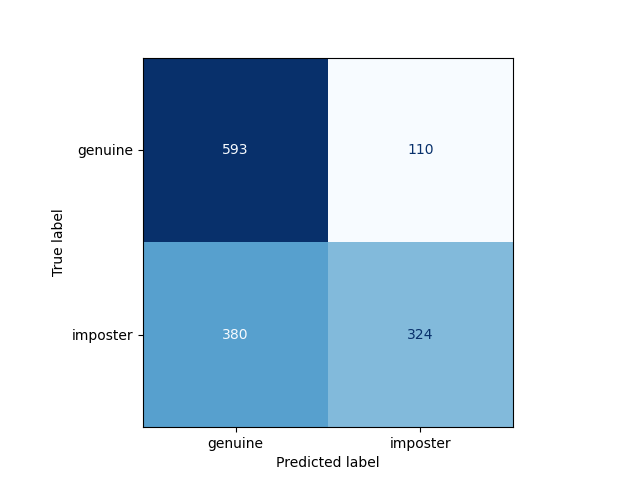 genuine
593
110
True label
imposter
380
324
genuine
imposter
Predicted label